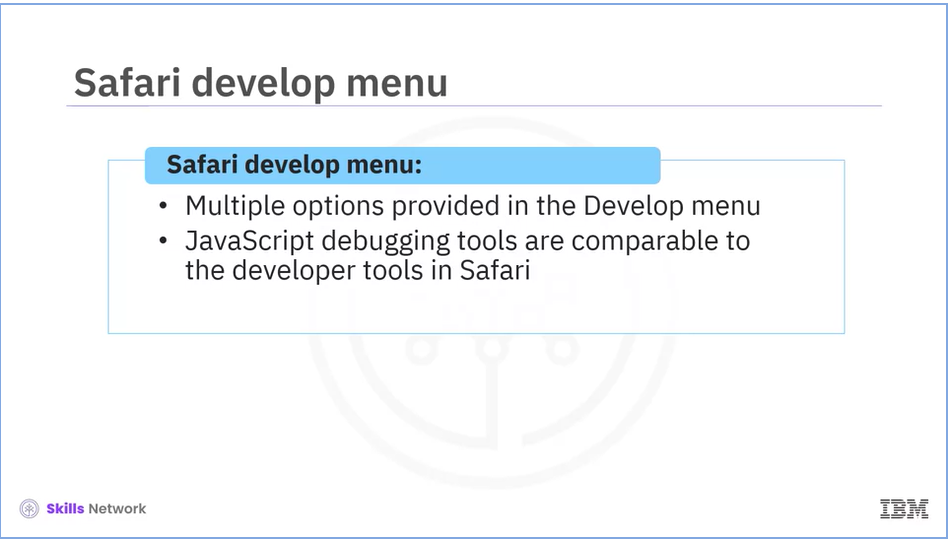 Safari develop menu
Safari develop menu:
• Multiple options provided in the Develop menu
• JavaScript debugging tools are comparable to
the developer tools in Safari
Skills Network
IBM